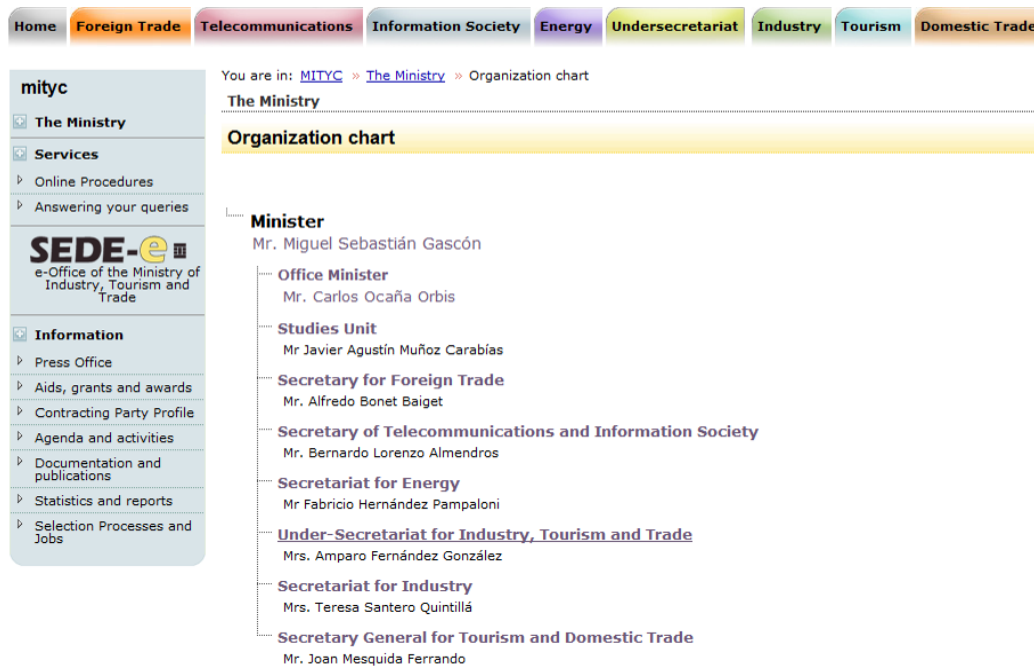 Home Foreign Trade Telecommunications Information Society Energy Undersecretariat Industry Tourism Domestic Trade
mityc
The Ministry
Services
Online Procedures
Answering your queries
SEDE-e
e-Office of the Ministry of
Industry, Tourism and
Trade
Information
Press Office
Aids, grants and awards
Contracting Party Profile
Agenda and activities
Documentation and
publications
Statistics and reports
Selection Processes and
Jobs
You are in: MITYC » The Ministry » Organization chart
The Ministry
Organization chart
Minister
Mr. Miguel Sebastián Gascón
Office Minister
Mr. Carlos Ocaña Orbis
Studies Unit
Mr Javier Agustín Muñoz Carabías
Secretary for Foreign Trade
Mr. Alfredo Bonet Baiget
Secretary of Telecommunications and Information Society
Mr. Bernardo Lorenzo Almendros
Secretariat for Energy
Mr Fabricio Hernández Pampaloni
Under-Secretariat for Industry, Tourism and Trade
Mrs. Amparo Fernández González
Secretariat for Industry
Mrs. Teresa Santero Quintillá
Secretary General for Tourism and Domestic Trade
Mr. Joan Mesquida Ferrando